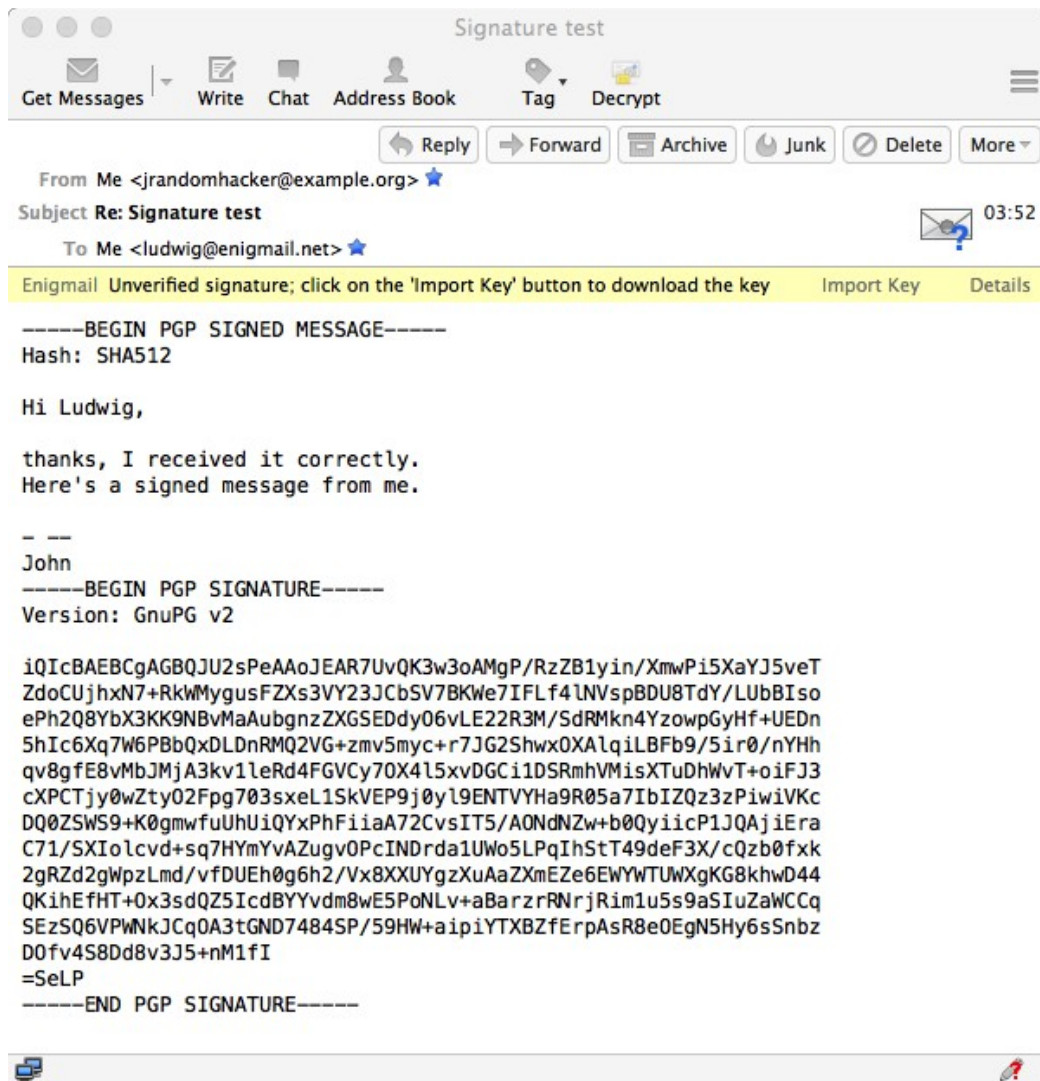 Signature test
Get Messages Write Chat Address Book Tag Decrypt
Reply Forward Archive Junk Delete More
From Me <jrandomhacker@example.org>
Subject Re: Signature test 03:52
To Me <ludwig@enigmail.net>
Enigmail Unverified signature; click on the 'Import Key' button to download the key Import Key Details
-----BEGIN PGP SIGNED MESSAGE-----
Hash: SHA512
Hi Ludwig,
thanks, I received it correctly.
Here's a signed message from me.
- --
John
-----BEGIN PGP SIGNATURE-----
Version: GnuPG v2
iQIcBAEBCgAGBQJU2sPeAAoJEAR7UvQK3w3oAMgP/RzZB1yin/XmwPi5XaYJ5veT
ZdoCUjhxN7+RkWMygusFZXs3VY23JCbSV7BKWe7IFLf4lNVspBDU8TdY/LUbBIso
ePh2Q8YbX3KK9NBvMaAubgnzZXGSEDdyO6vLE22R3M/SdRMkn4YzowpGyHf+UEDn
5hIc6Xq7W6PBbQxDLDnRMQ2VG+zmv5myc+r7JG2ShwxOXAlqiLBFb9/5ir0/nYHh
qv8gfE8vMbJMjA3kv1leRd4FGVCy7OX4l5xvDGCi1DSRmhVMisXTuDhWvT+oiFJ3
cXPCTjy0wZtyO2Fpg703sxeL1SkVEP9j0yl9ENTVYHa9R05a7IbIZQz3zPiwiVKc
DQ0ZSWS9+K0gmwfuUhUiQYxPhFiiaA72CvsIT5/AONdNZw+b0QyiicP1JQAjiEra
C71/SXIolcvd+sq7HYmYvAZugvOPcINDrda1UWo5LPqIhStT49deF3X/cQzb0fxk
2gRZd2gWpzLmd/vfDUEh0g6h2/Vx8XXUYgzXuAaZXmEZe6EWYWTUWXgKG8khwD44
QKihEfHT+Ox3sdQZ5IcdBYYvdm8wE5PoNLv+aBarzrRNrjRim1u5s9aSIuZaWCCq
SEzSQ6VPWNkJCqOA3tGND7484SP/59HW+aipiYTXBZfErpAsR8eOEgN5Hy6sSnbz
DOfv4S8Dd8v3J5+nM1fI
=SeLP
-----END PGP SIGNATURE-----